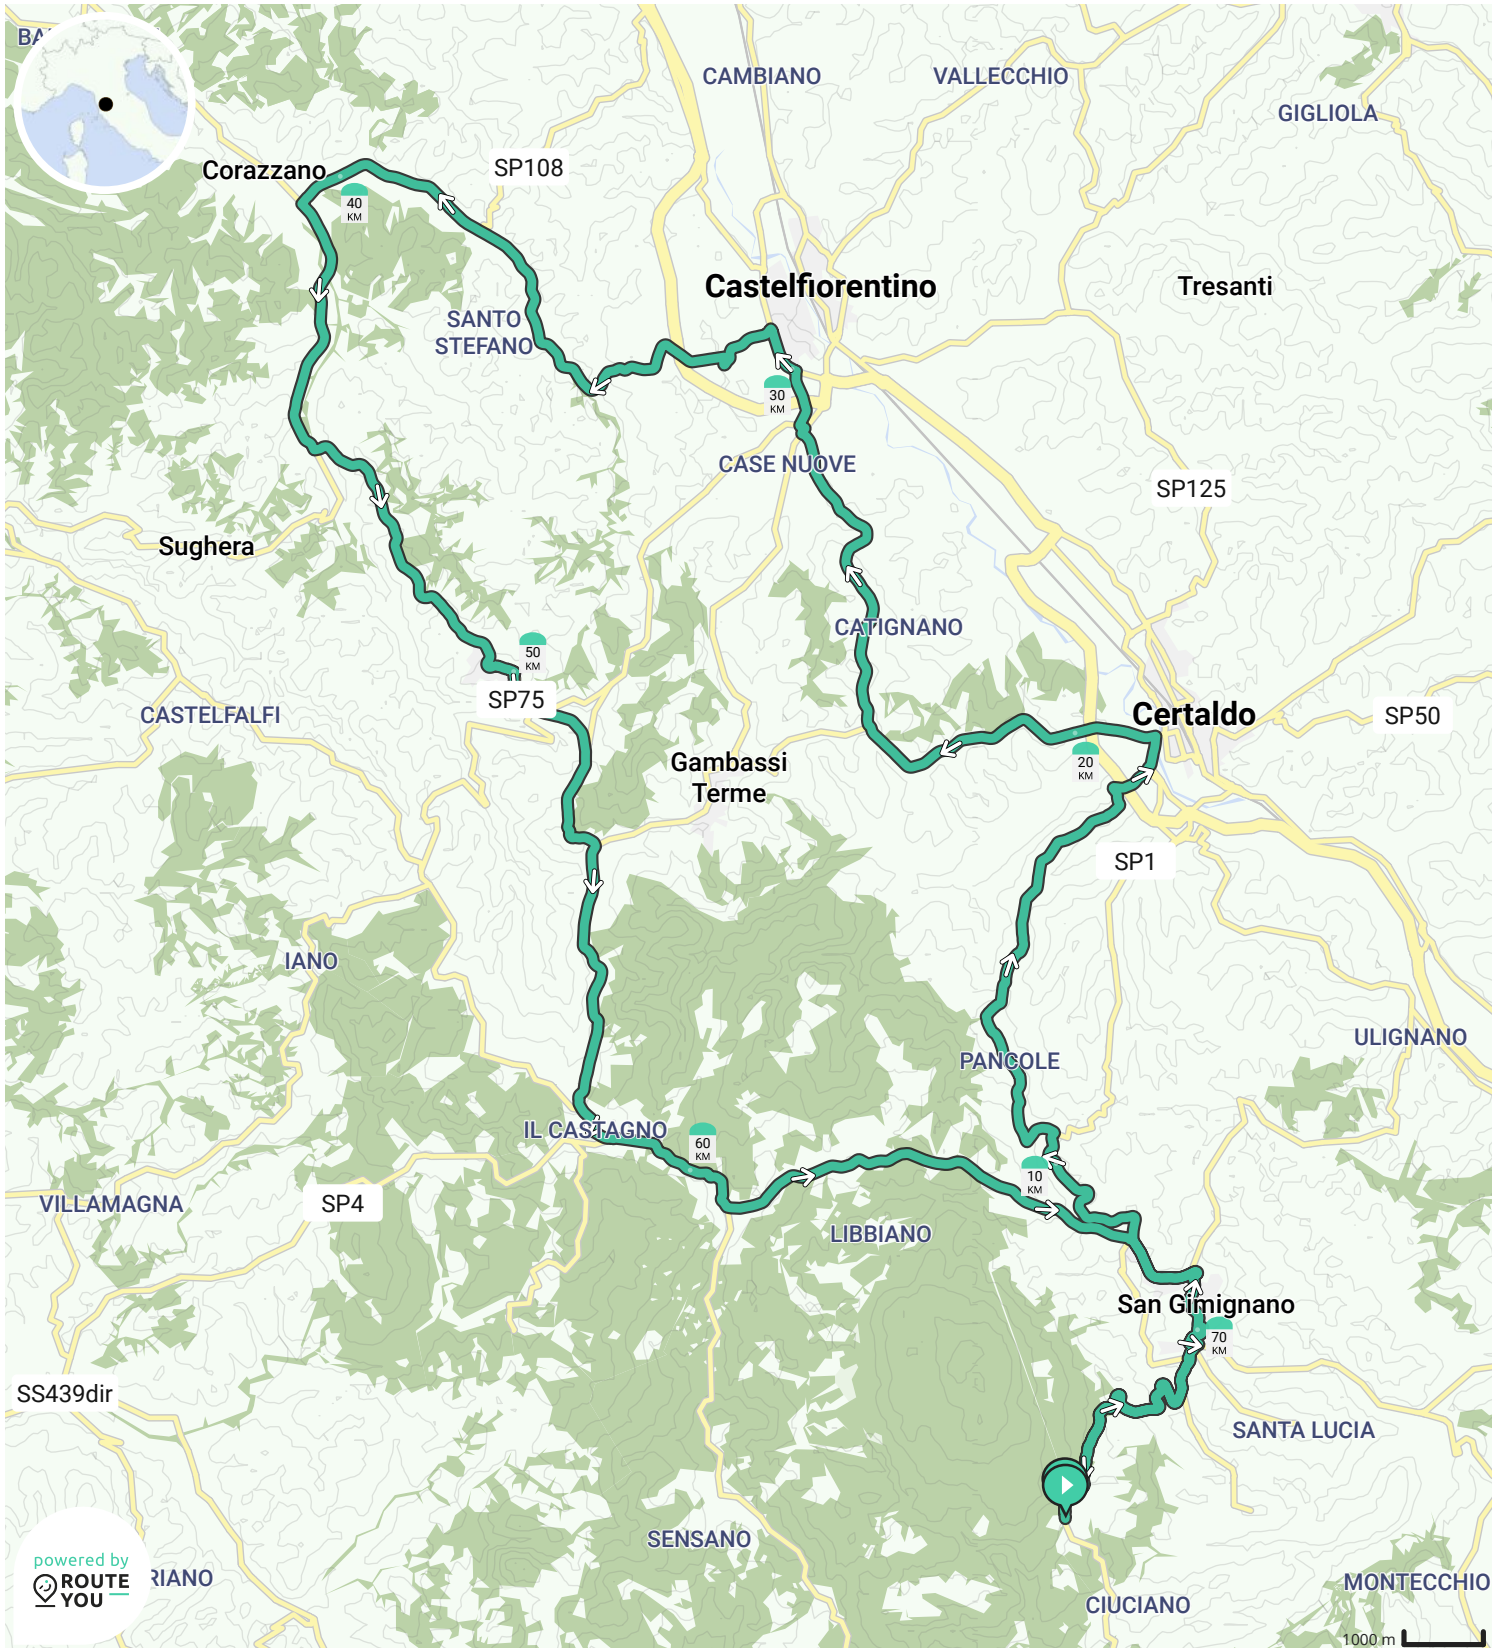 BA
CAMBIANO
VALLECCHIO
GIGLIOLA
Corazzano
SP108
40
KM
Castelfiorentino
Tresanti
SANTO
STEFANO
30
KM
CASE NUOVE
SP125
Sughera
CATIGNANO
50
KM
SP75
CASTELFALFI
Certaldo
SP50
Gambassi
Terme
20
KM
SP1
IANO
ULIGNANO
PANCOLE
IL CASTAGNO
60
KM
10
KM
VILLAMAGNA
SP4
LIBBIANO
San Gimignano
70
KM
SS439dir
SANTA LUCIA
SENSANO
powered by
ROUTE
YOU
RIANO
MONTECCHIO
CIUCIANO
1000 m